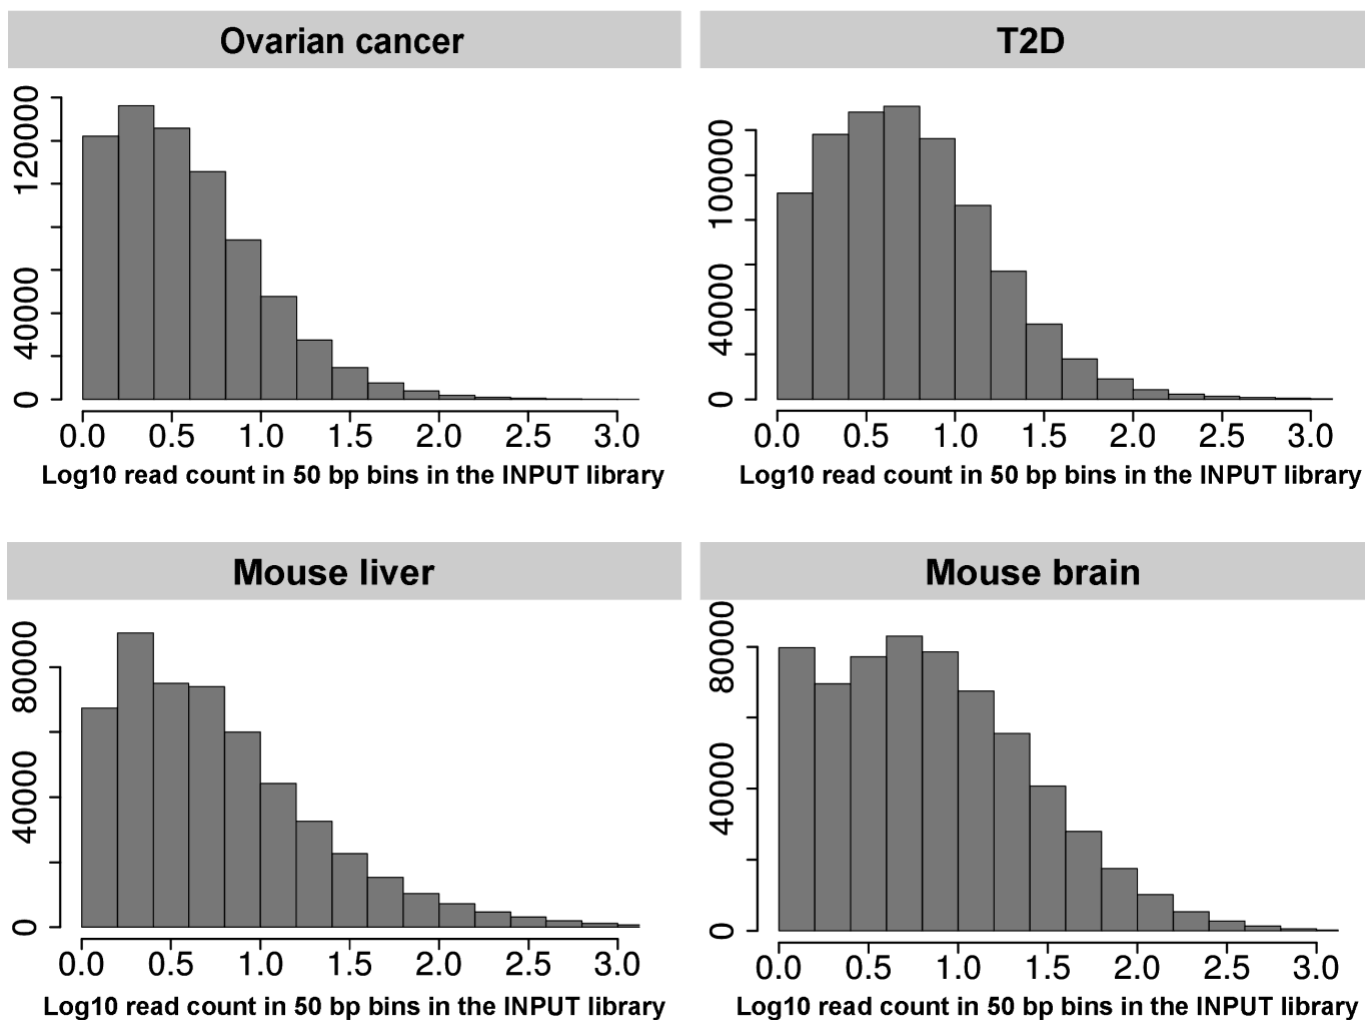 Ovarian cancer
120000
40000
0
0.0 0.5 1.0 1.5 2.0 2.5 3.0
Log10 read count in 50 bp bins in the INPUT library
T2D
100000
40000
0
0.0 0.5 1.0 1.5 2.0 2.5 3.0
Log10 read count in 50 bp bins in the INPUT library
Mouse liver
80000
40000
0
0.0 0.5 1.0 1.5 2.0 2.5 3.0
Log10 read count in 50 bp bins in the INPUT library
Mouse brain
80000
40000
0
0.0 0.5 1.0 1.5 2.0 2.5 3.0
Log10 read count in 50 bp bins in the INPUT library